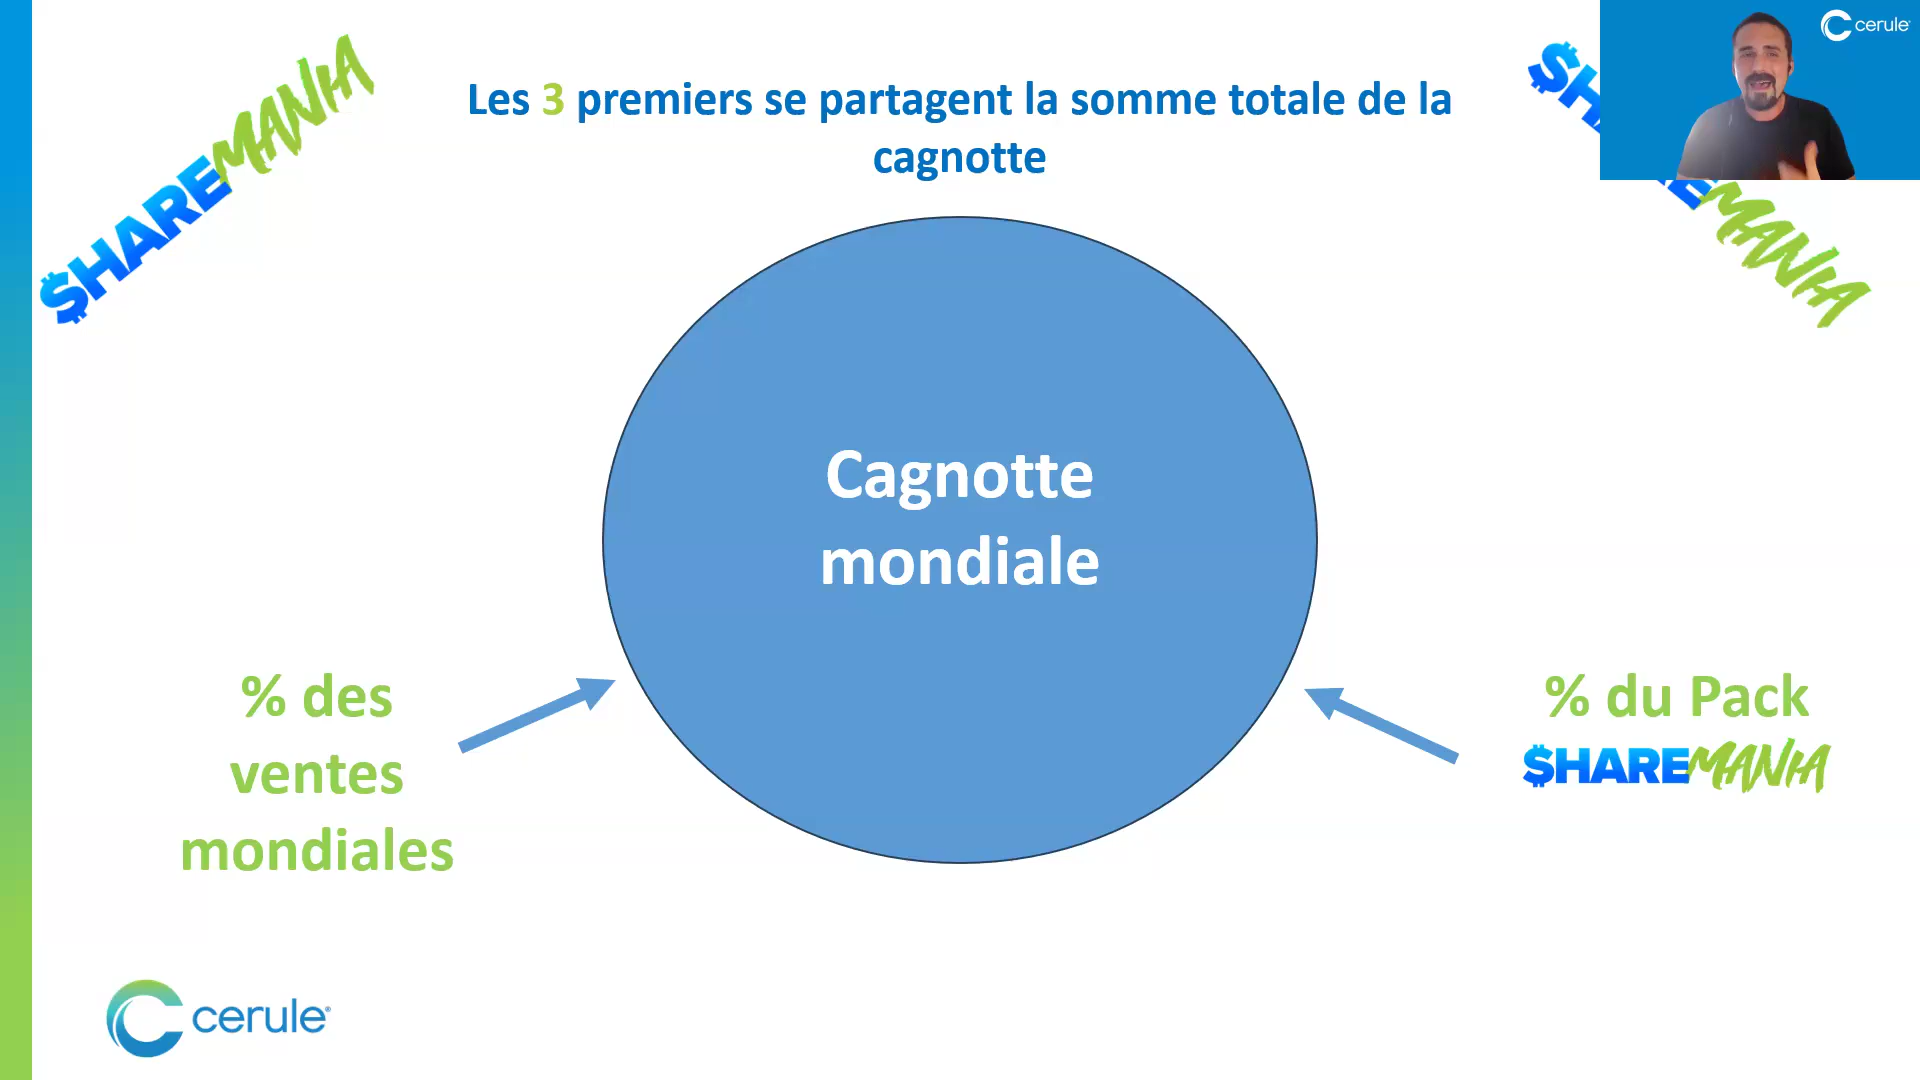 $HAREMANIA
Les 3 premiers se partagent la somme totale de la
cagnotte
cerule
MANIA
Cagnotte
mondiale
% des
ventes
mondiales
% du Pack
$HAREMANIA
cerule